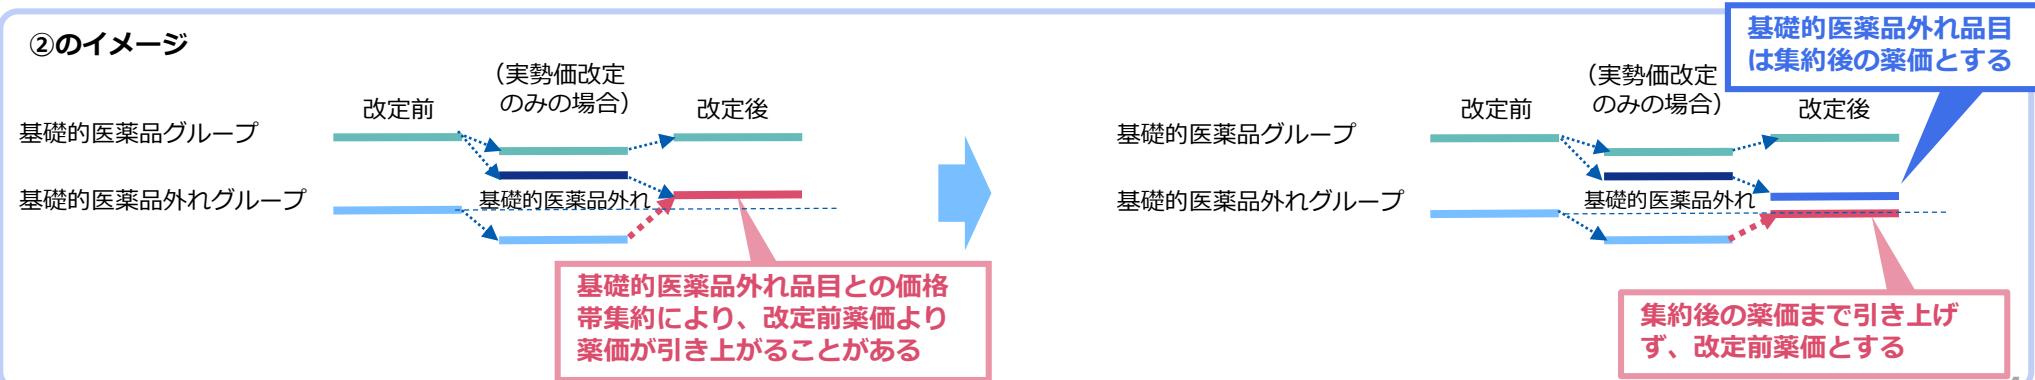 ②のイメージ
改定前
（実勢価改定
のみの場合）
改定後
基礎的医薬品グループ
基礎的医薬品外れグループ
基礎的医薬品外れ
基礎的医薬品外れ品目との価格
帯集約により、改定前薬価より
薬価が引き上がることがある
基礎的医薬品外れ品目
は集約後の薬価とする
改定前
（実勢価改定
のみの場合）
改定後
基礎的医薬品グループ
基礎的医薬品外れグループ
基礎的医薬品外れ
集約後の薬価まで引き上げ
ず、改定前薬価とする